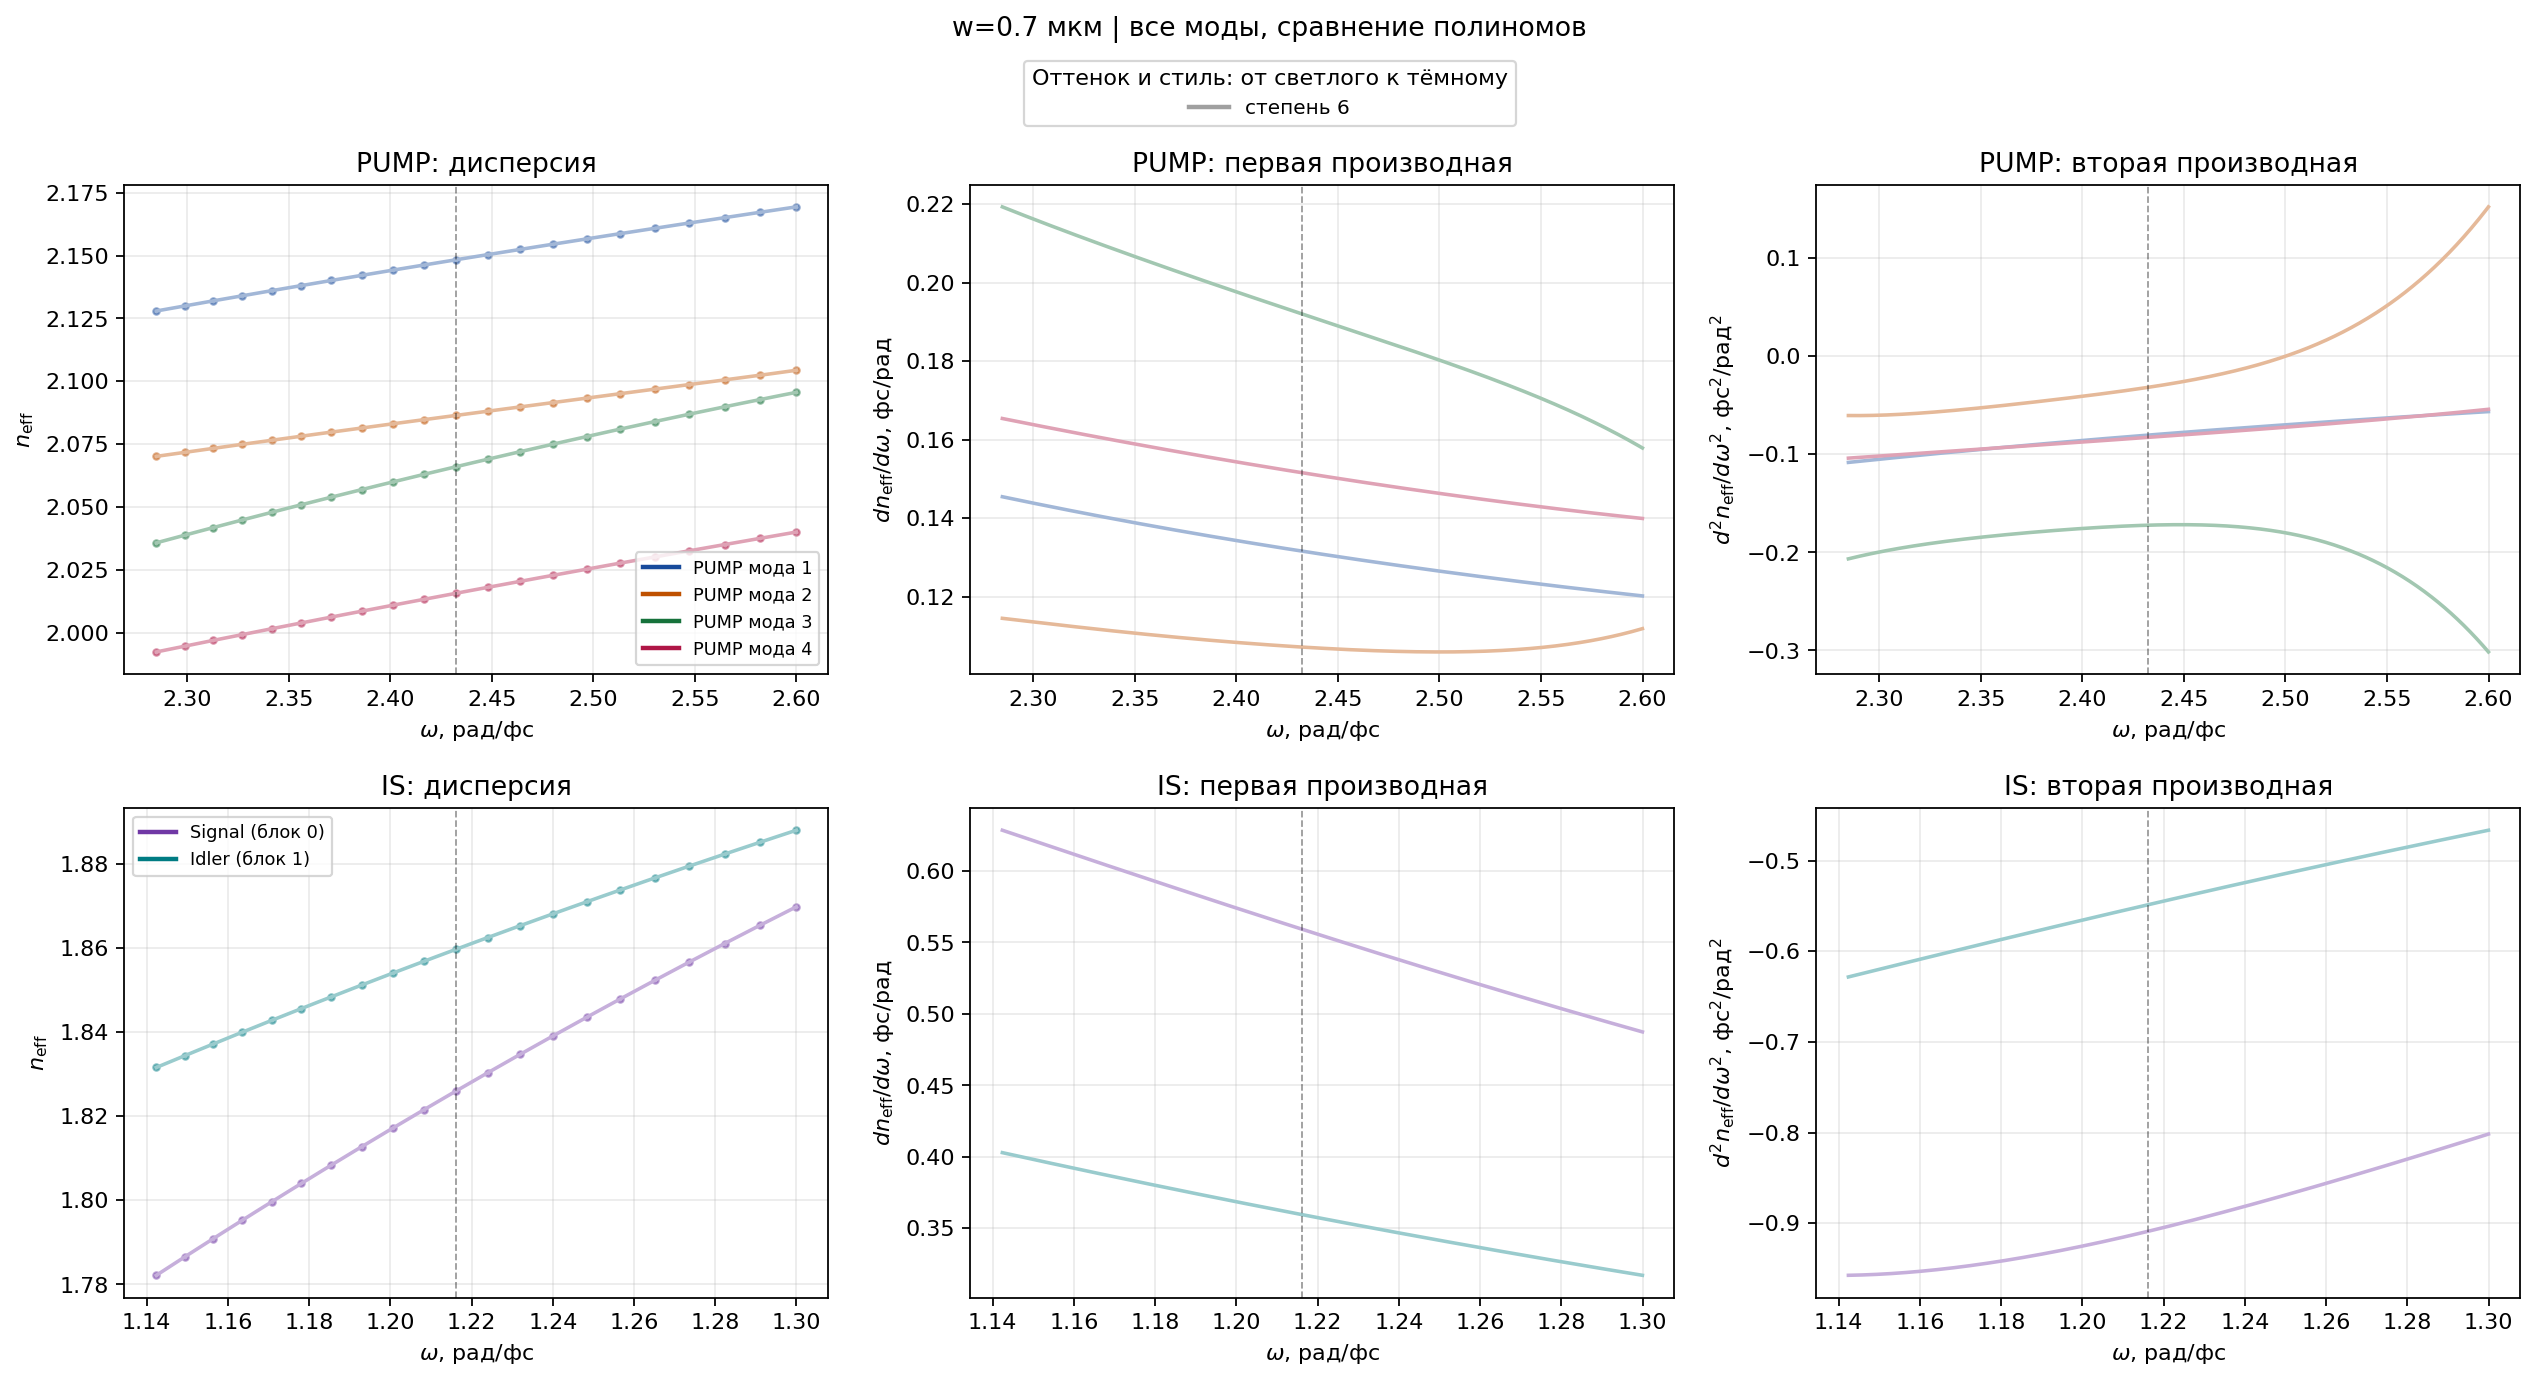 w=0.7 мкм | все моды, сравнение полиномов
Оттенок и стиль: от светлого к тёмному
степень 6
PUMP: дисперсия
2.175
2.150
2.125
2.100
2.075
2.050
2.025
2.000
n_eff
2.30 2.35 2.40 2.45 2.50 2.55 2.60
ω, рад/фс
PUMP мода 1
PUMP мода 2
PUMP мода 3
PUMP мода 4
PUMP: первая производная
0.22
0.20
0.18
0.16
0.14
0.12
dn_eff/dω, фс/рад
2.30 2.35 2.40 2.45 2.50 2.55 2.60
ω, рад/фс
PUMP: вторая производная
0.1
0.0
−0.1
−0.2
−0.3
d²n_eff/dω², фс²/рад²
2.30 2.35 2.40 2.45 2.50 2.55 2.60
ω, рад/фс
IS: дисперсия
Signal (блок 0)
Idler (блок 1)
1.88
1.86
1.84
1.82
1.80
1.78
n_eff
1.14 1.16 1.18 1.20 1.22 1.24 1.26 1.28 1.30
ω, рад/фс
IS: первая производная
0.60
0.55
0.50
0.45
0.40
0.35
dn_eff/dω, фс/рад
1.14 1.16 1.18 1.20 1.22 1.24 1.26 1.28 1.30
ω, рад/фс
IS: вторая производная
−0.5
−0.6
−0.7
−0.8
−0.9
d²n_eff/dω², фс²/рад²
1.14 1.16 1.18 1.20 1.22 1.24 1.26 1.28 1.30
ω, рад/фс